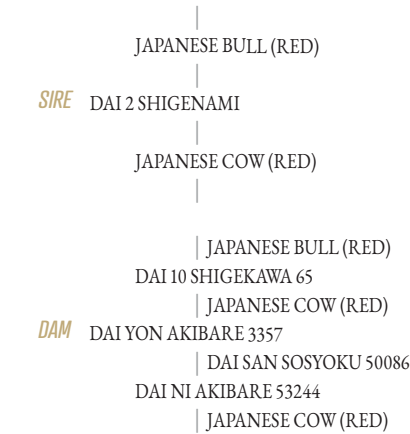 JAPANESE BULL (RED)
SIRE DAI 2 SHIGENAMI
JAPANESE COW (RED)
JAPANESE BULL (RED)
DAI 10 SHIGEKAWA 65
JAPANESE COW (RED)
DAM DAI YON AKIBARE 3357
DAI SAN SOSYOKU 50086
DAI NI AKIBARE 53244
JAPANESE COW (RED)